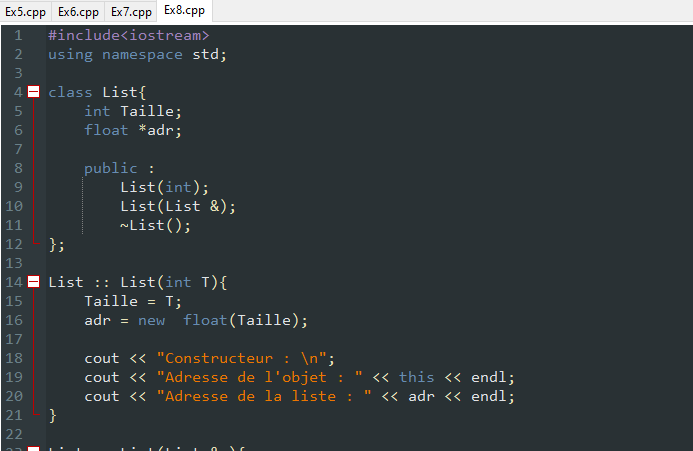 Ex5.cpp Ex6.cpp Ex7.cpp Ex8.cpp
1 #include<iostream>
2 using namespace std;
3
4 class List{
5 int Taille;
6 float *adr;
7
8 public :
9 List(int);
10 List(List &);
11 ~List();
12 };
13
14 List :: List(int T){
15 Taille = T;
16 adr = new  float(Taille);
17
18 cout << "Constructeur : \n";
19 cout << "Adresse de l'objet : " << this << endl;
20 cout << "Adresse de la liste : " << adr << endl;
21 }
22